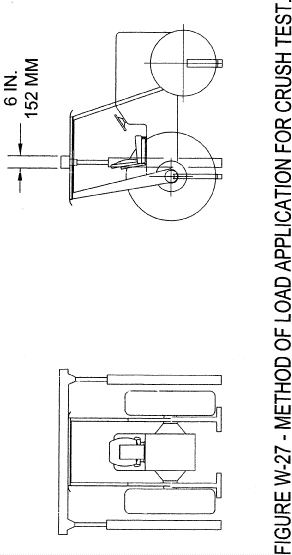 6 IN.
152 MM
FIGURE W-27 - METHOD OF LOAD APPLICATION FOR CRUSH TEST.